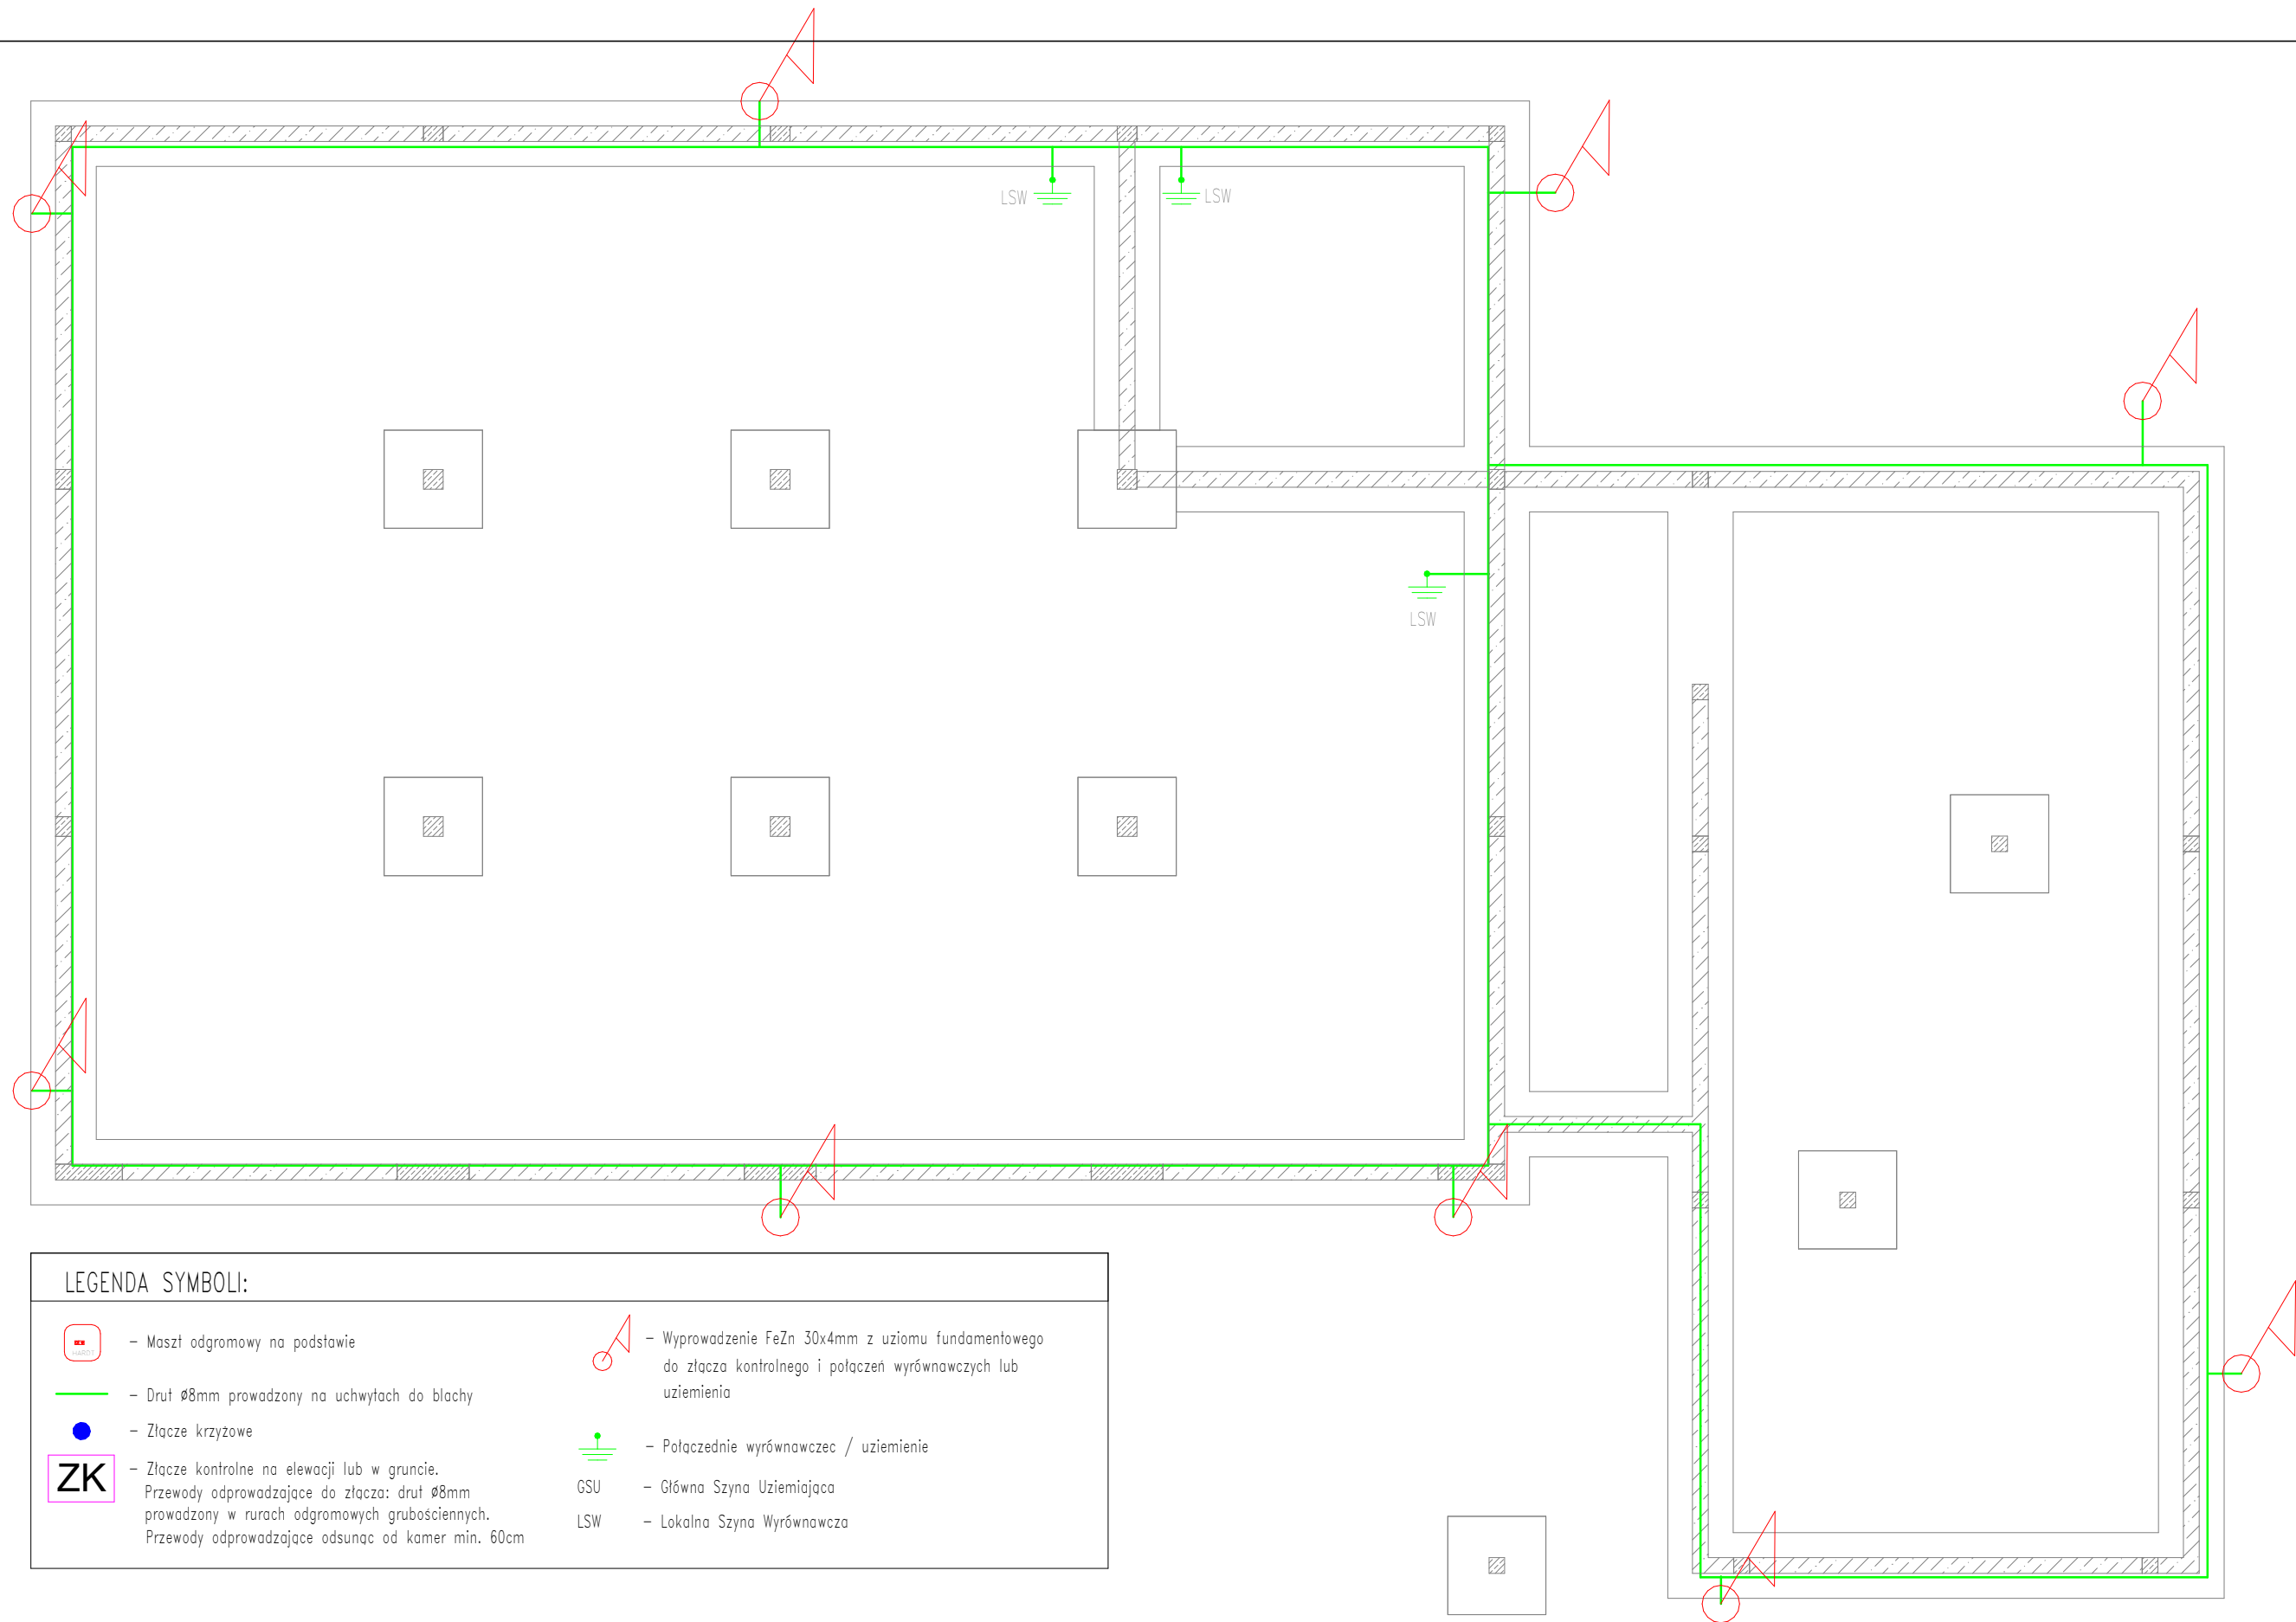 LSW
LSW
LSW
LEGENDA SYMBOLI:
HARDT
- Maszt odgromowy na podstawie
- Drut ø8mm prowadzony na uchwytach do blachy
- Złącze krzyżowe
ZK
- Złącze kontrolne na elewacji lub w gruncie.
Przewody odprowadzające do złącza: drut ø8mm
prowadzony w rurach odgromowych grubościennych.
Przewody odprowadzające odsunąc od kamer min. 60cm
- Wyprowadzenie FeZn 30x4mm z uziomu fundamentowego
do złącza kontrolnego i połączeń wyrównawczych lub
uziemienia
- Połączednie wyrównawczec / uziemienie
GSU - Główna Szyna Uziemiająca
LSW - Lokalna Szyna Wyrównawcza